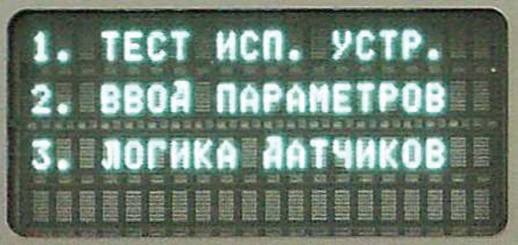 1. ТЕСТ ИСП. УСТР.
2. ВВОД ПАРАМЕТРОВ
3. ЛОГИКА ДАТЧИКОВ